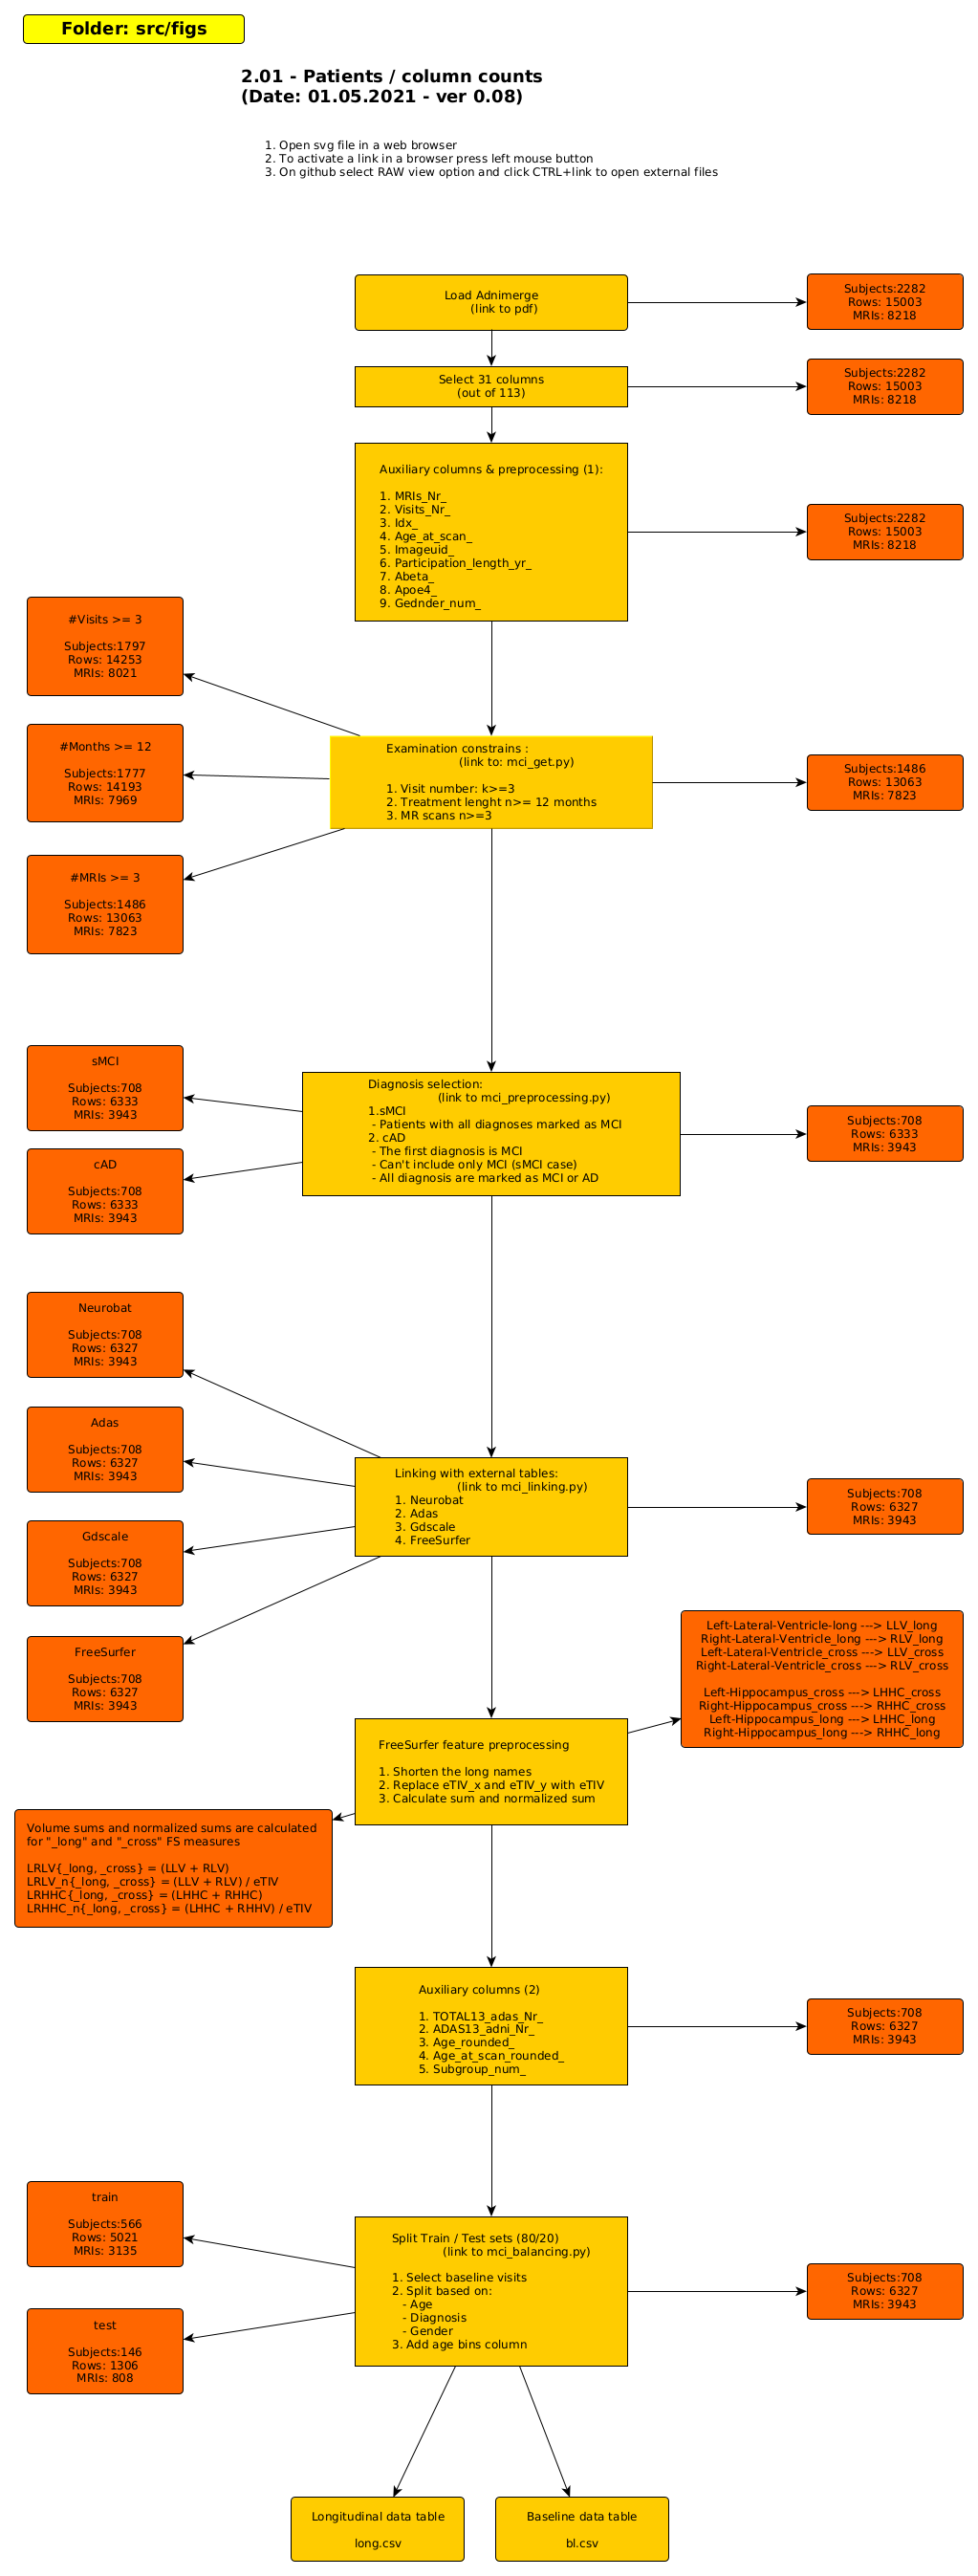 Folder: src/figs
2.01 - Patients / column counts
(Date: 01.05.2021 - ver 0.08)
1. Open svg file in a web browser
2. To activate a link in a browser press left mouse button
3. On github select RAW view option and click CTRL+link to open external files
Load Adnimerge
(link to pdf)
Subjects:2282
Rows: 15003
MRIs: 8218
Select 31 columns
(out of 113)
Subjects:2282
Rows: 15003
MRIs: 8218
Auxiliary columns & preprocessing (1):
1. MRIs_Nr_
2. Visits_Nr_
3. Idx_
4. Age_at_scan_
5. Imageuid_
6. Participation_length_yr_
7. Abeta_
8. Apoe4_
9. Gednder_num_
Subjects:2282
Rows: 15003
MRIs: 8218
#Visits >= 3
Subjects:1797
Rows: 14253
MRIs: 8021
#Months >= 12
Subjects:1777
Rows: 14193
MRIs: 7969
#MRIs >= 3
Subjects:1486
Rows: 13063
MRIs: 7823
Examination constrains :
(link to: mci_get.py)
1. Visit number: k>=3
2. Treatment lenght n>= 12 months
3. MR scans n>=3
Subjects:1486
Rows: 13063
MRIs: 7823
sMCI
Subjects:708
Rows: 6333
MRIs: 3943
cAD
Subjects:708
Rows: 6333
MRIs: 3943
Diagnosis selection:
(link to mci_preprocessing.py)
1.sMCI
- Patients with all diagnoses marked as MCI
2. cAD
- The first diagnosis is MCI
- Can't include only MCI (sMCI case)
- All diagnosis are marked as MCI or AD
Subjects:708
Rows: 6333
MRIs: 3943
Neurobat
Subjects:708
Rows: 6327
MRIs: 3943
Adas
Subjects:708
Rows: 6327
MRIs: 3943
Gdscale
Subjects:708
Rows: 6327
MRIs: 3943
FreeSurfer
Subjects:708
Rows: 6327
MRIs: 3943
Linking with external tables:
(link to mci_linking.py)
1. Neurobat
2. Adas
3. Gdscale
4. FreeSurfer
Subjects:708
Rows: 6327
MRIs: 3943
Left-Lateral-Ventricle-long ---> LLV_long
Right-Lateral-Ventricle_long ---> RLV_long
Left-Lateral-Ventricle_cross ---> LLV_cross
Right-Lateral-Ventricle_cross ---> RLV_cross
Left-Hippocampus_cross ---> LHHC_cross
Right-Hippocampus_cross ---> RHHC_cross
Left-Hippocampus_long ---> LHHC_long
Right-Hippocampus_long ---> RHHC_long
FreeSurfer feature preprocessing
1. Shorten the long names
2. Replace eTIV_x and eTIV_y with eTIV
3. Calculate sum and normalized sum
Volume sums and normalized sums are calculated
for "_long" and "_cross" FS measures
LRLV{_long, _cross} = (LLV + RLV)
LRLV_n{_long, _cross} = (LLV + RLV) / eTIV
LRHHC{_long, _cross} = (LHHC + RHHC)
LRHHC_n{_long, _cross} = (LHHC + RHHV) / eTIV
Auxiliary columns (2)
1. TOTAL13_adas_Nr_
2. ADAS13_adni_Nr_
3. Age_rounded_
4. Age_at_scan_rounded_
5. Subgroup_num_
Subjects:708
Rows: 6327
MRIs: 3943
train
Subjects:566
Rows: 5021
MRIs: 3135
test
Subjects:146
Rows: 1306
MRIs: 808
Split Train / Test sets (80/20)
(link to mci_balancing.py)
1. Select baseline visits
2. Split based on:
- Age
- Diagnosis
- Gender
3. Add age bins column
Subjects:708
Rows: 6327
MRIs: 3943
Longitudinal data table
long.csv
Baseline data table
bl.csv